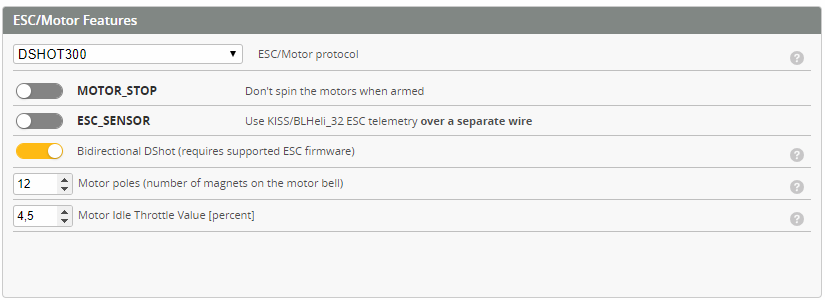 ESC/Motor Features
DSHOT300 ESC/Motor protocol ?
MOTOR_STOP Don't spin the motors when armed
ESC_SENSOR Use KISS/BLHeli_32 ESC telemetry over a separate wire
Bidirectional DShot (requires supported ESC firmware) ?
12 Motor poles (number of magnets on the motor bell) ?
4,5 Motor Idle Throttle Value [percent] ?